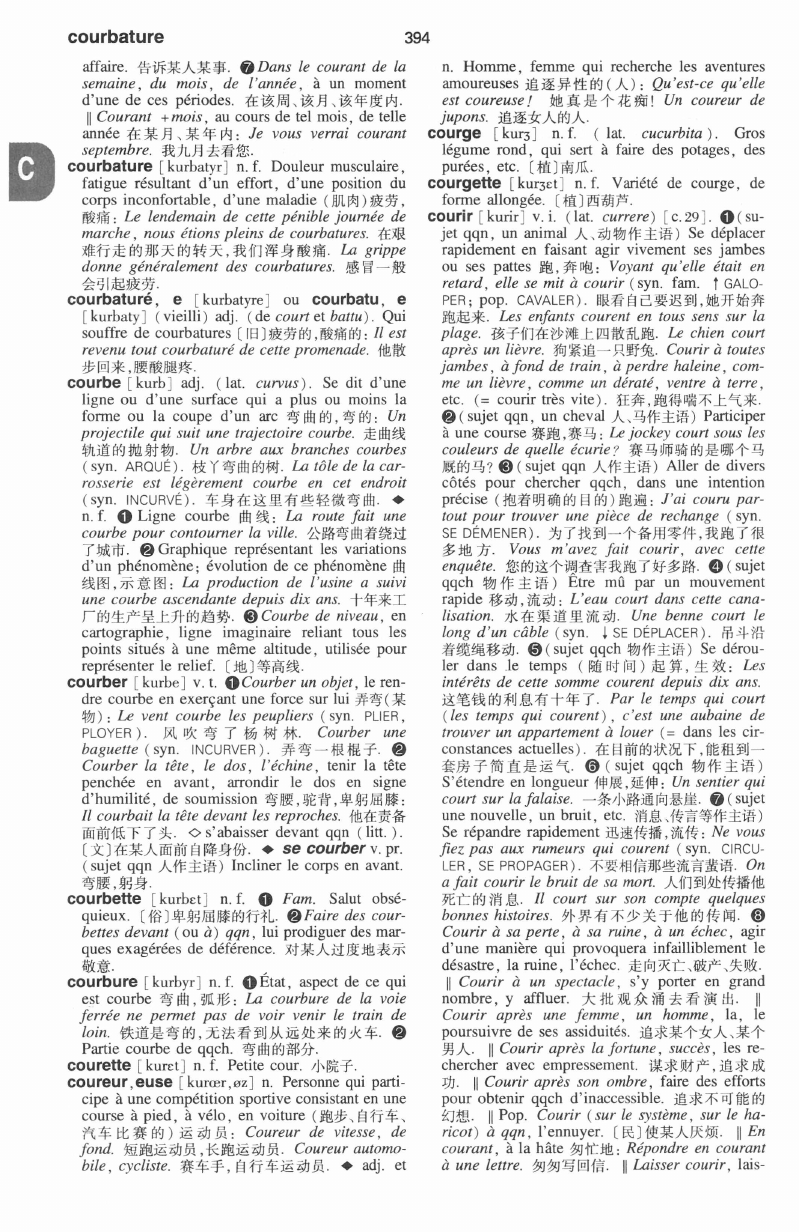 courbature
394
C
affaire. 告诉某人某事. ❼ Dans le courant de la
semaine, du mois, de l'année, à un moment
d'une de ces périodes. 在该周、该月、该年度内.
‖ Courant + mois, au cours de tel mois, de telle
année 在某月、某年内: Je vous verrai courant
septembre. 我九月去看您.
courbature [kurbatyr] n. f. Douleur musculaire,
fatigue résultant d'un effort, d'une position du
corps inconfortable, d'une maladie (肌肉)疲劳,
酸痛: Le lendemain de cette pénible journée de
marche, nous étions pleins de courbatures. 在艰
难行走的那天的转天,我们浑身酸痛. La grippe
donne généralement des courbatures. 感冒一般
会引起疲劳.
courbaturé, e [kurbatyre] ou courbatu, e
[kurbaty] (vieilli) adj. (de court et battu). Qui
souffre de courbatures〔旧〕疲劳的,酸痛的: Il est
revenu tout courbaturé de cette promenade. 他散
步回来,腰酸腿疼.
courbe [kurb] adj. (lat. curvus). Se dit d'une
ligne ou d'une surface qui a plus ou moins la
forme ou la coupe d'un arc 弯曲的,弯的: Un
projectile qui suit une trajectoire courbe. 走曲线
轨道的抛射物. Un arbre aux branches courbes
(syn. ARQUÉ). 枝丫弯曲的树. La tôle de la car-
rosserie est légèrement courbe en cet endroit
(syn. INCURVÉ). 车身在这里有些轻微弯曲. ◆
n. f. ❶ Ligne courbe 曲线: La route fait une
courbe pour contourner la ville. 公路弯曲着绕过
了城市. ❷ Graphique représentant les variations
d'un phénomène; évolution de ce phénomène 曲
线图,示意图: La production de l'usine a suivi
une courbe ascendante depuis dix ans. 十年来工
厂的生产呈上升的趋势. ❸ Courbe de niveau, en
cartographie, ligne imaginaire reliant tous les
points situés à une même altitude, utilisée pour
représenter le relief. 〔地〕等高线.
courber [kurbe] v. t. ❶ Courber un objet, le ren-
dre courbe en exerçant une force sur lui 弄弯(某
物): Le vent courbe les peupliers (syn. PLIER,
PLOYER). 风吹弯了杨树林. Courber une
baguette (syn. INCURVER). 弄弯一根棍子. ❷
Courber la tête, le dos, l'échine, tenir la tête
penchée en avant, arrondir le dos en signe
d'humilité, de soumission 弯腰,驼背,卑躬屈膝:
Il courbait la tête devant les reproches. 他在责备
面前低下了头. ◇ s'abaisser devant qqn (litt.).
〔文〕在某人面前自降身份. ◆ se courber v. pr.
(sujet qqn 人作主语) Incliner le corps en avant.
弯腰,躬身.
courbette [kurbɛt] n. f. ❶ Fam. Salut obsé-
quieux. 〔俗〕卑躬屈膝的行礼. ❷ Faire des cour-
bettes devant (ou à) qqn, lui prodiguer des mar-
ques exagérées de déférence. 对某人过度地表示
敬意.
courbure [kurbyr] n. f. ❶ État, aspect de ce qui
est courbe 弯曲,弧形: La courbure de la voie
ferrée ne permet pas de voir venir le train de
loin. 铁道是弯的,无法看到从远处来的火车. ❷
Partie courbe de qqch. 弯曲的部分.
courette [kurɛt] n. f. Petite cour. 小院子.
coureur, euse [kurœr,øz] n. Personne qui parti-
cipe à une compétition sportive consistant en une
course à pied, à vélo, en voiture (跑步、自行车、
汽车比赛的)运动员: Coureur de vitesse, de
fond. 短跑运动员,长跑运动员. Coureur automo-
bile, cycliste. 赛车手,自行车运动员. ◆ adj. et
n. Homme, femme qui recherche les aventures
amoureuses 追逐异性的(人): Qu'est-ce qu'elle
est coureuse! 她真是个花痴! Un coureur de
jupons. 追逐女人的人.
courge [kurʒ] n. f. (lat. cucurbita). Gros
légume rond, qui sert à faire des potages, des
purées, etc. 〔植〕南瓜.
courgette [kurʒɛt] n. f. Variété de courge, de
forme allongée. 〔植〕西葫芦.
courir [kurir] v. i. (lat. currere) [c. 29]. ❶ (su-
jet qqn, un animal 人、动物作主语) Se déplacer
rapidement en faisant agir vivement ses jambes
ou ses pattes 跑,奔咆: Voyant qu'elle était en
retard, elle se mit à courir (syn. fam. ↑ GALO-
PER; pop. CAVALER). 眼看自己要迟到,她开始奔
跑起来. Les enfants courent en tous sens sur la
plage. 孩子们在沙滩上四散乱跑. Le chien court
après un lièvre. 狗紧追一只野兔. Courir à toutes
jambes, à fond de train, à perdre haleine, com-
me un lièvre, comme un dératé, ventre à terre,
etc. (= courir très vite). 狂奔,跑得喘不上气来.
❷ (sujet qqn, un cheval 人、马作主语) Participer
à une course 赛跑,赛马: Le jockey court sous les
couleurs de quelle écurie? 赛马师骑的是哪个马
厩的马? ❸ (sujet qqn 人作主语) Aller de divers
côtés pour chercher qqch, dans une intention
précise (抱着明确的目的)跑遍: J'ai couru par-
tout pour trouver une pièce de rechange (syn.
SE DÉMENER). 为了找到一个备用零件,我跑了很
多地方. Vous m'avez fait courir, avec cette
enquête. 您的这个调查害我跑了好多路. ❹ (sujet
qqch 物作主语) Être mû par un mouvement
rapide 移动,流动: L'eau court dans cette cana-
lisation. 水在渠道里流动. Une benne court le
long d'un câble (syn. ↓ SE DÉPLACER). 吊斗沿
着缆绳移动. ❺ (sujet qqch 物作主语) Se dérou-
ler dans le temps (随时间)起算,生效: Les
intérêts de cette somme courent depuis dix ans.
这笔钱的利息有十年了. Par le temps qui court
(les temps qui courent), c'est une aubaine de
trouver un appartement à louer (= dans les cir-
constances actuelles). 在目前的状况下,能租到一
套房子简直是运气. ❻ (sujet qqch 物作主语)
S'étendre en longueur 伸展,延伸: Un sentier qui
court sur la falaise. 一条小路通向悬崖. ❼ (sujet
une nouvelle, un bruit, etc. 消息、传言等作主语)
Se répandre rapidement 迅速传播,流传: Ne vous
fiez pas aux rumeurs qui courent (syn. CIRCU-
LER, SE PROPAGER). 不要相信那些流言蜚语. On
a fait courir le bruit de sa mort. 人们到处传播他
死亡的消息. Il court sur son compte quelques
bonnes histoires. 外界有不少关于他的传闻. ❽
Courir à sa perte, à sa ruine, à un échec, agir
d'une manière qui provoquera infailliblement le
désastre, la ruine, l'échec. 走向灭亡、破产、失败.
‖ Courir à un spectacle, s'y porter en grand
nombre, y affluer. 大批观众涌去看演出. ‖
Courir après une femme, un homme, la, le
poursuivre de ses assiduités. 追求某个女人、某个
男人. ‖ Courir après la fortune, succès, les re-
chercher avec empressement. 谋求财产,追求成
功. ‖ Courir après son ombre, faire des efforts
pour obtenir qqch d'inaccessible. 追求不可能的
幻想. ‖ Pop. Courir (sur le système, sur le ha-
ricot) à qqn, l'ennuyer. 〔民〕使某人厌烦. ‖ En
courant, à la hâte 匆忙地: Répondre en courant
à une lettre. 匆匆写回信. ‖ Laisser courir, lais-